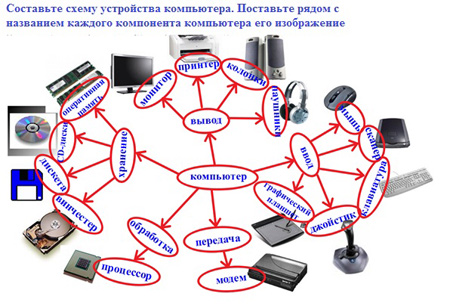 Составьте схему устройства компьютера. Поставьте рядом с
названием каждого компонента компьютера его изображение
принтер
колонки
монитор
наушники
оперативная
память
вывод
мышь
сканер
CD-диски
хранение
ввод
клавиатура
дискета
компьютер
графический
планшет
винчестер
джойстик
обработка
передача
процессор
модем